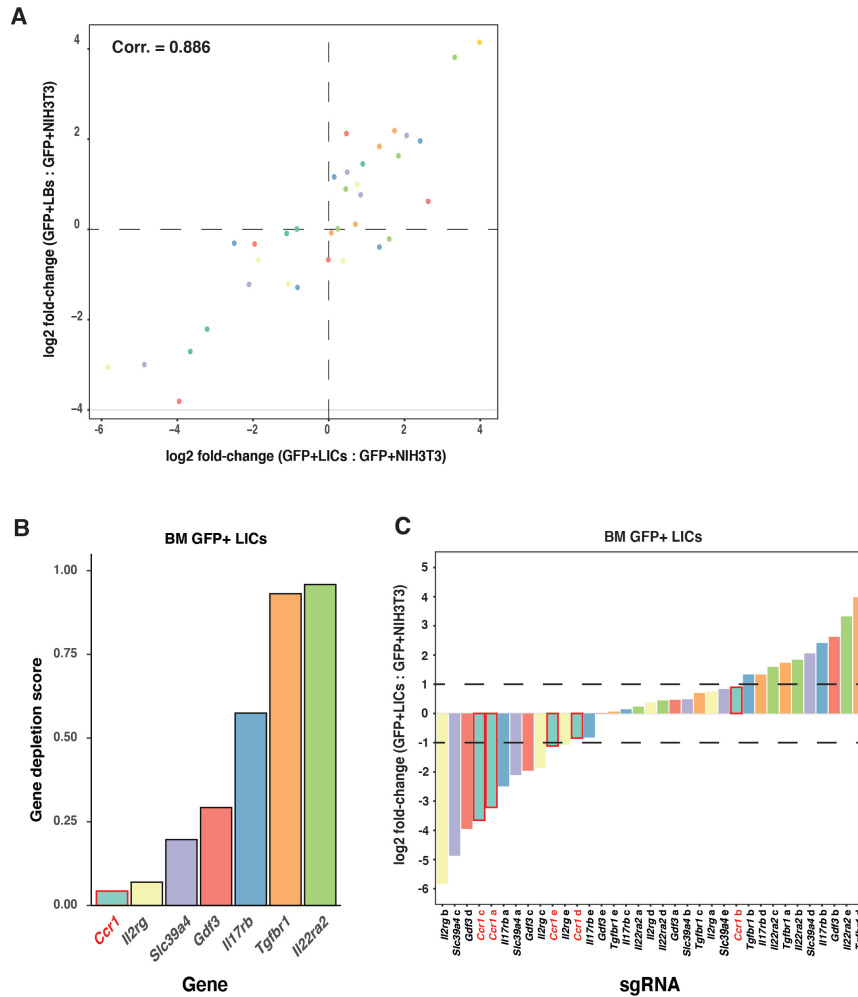 A
Corr. = 0.886
log2 fold-change (GFP+LBs : GFP+NIH3T3)
4
2
0
−2
−4
-6
−4
−2
0
2
4
log2 fold-change (GFP+LICs : GFP+NIH3T3)
B
BM GFP+ LICs
Gene depletion score
1.00
0.75
0.50
0.25
0.00
Ccr1
Il2rg
Slc39a4
Gdf3
Il17rb
Tgfbr1
Il22ra2
Gene
C
BM GFP+ LICs
log2 fold-change (GFP+LICs : GFP+NIH3T3)
5
4
3
2
1
0
-1
-2
-3
-4
-5
-6
Il2rg b
Slc39a4 c
Gdf3 d
Ccr1 c
Ccr1 a
Il17rb a
Slc39a4 a
Gdf3 c
Il2rg c
Ccr1 e
Il2rg e
Ccr1 d
Il17rb e
Gdf3 e
Tgfbr1 e
Il17rb c
Il22ra2 a
Il2rg d
Il22ra2 d
Gdf3 a
Slc39a4 b
Tgfbr1 c
Il2rg a
Slc39a4 e
Ccr1 b
Tgfbr1 b
Il17rb d
Il22ra2 c
Tgfbr1 a
Il22ra2 b
Slc39a4 d
Il17rb b
Gdf3 b
Il22ra2 e
sgRNA